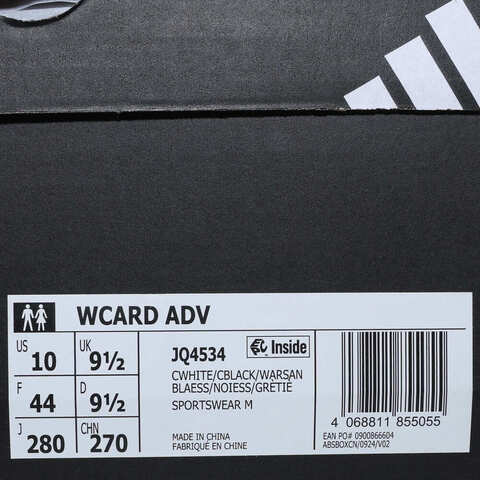 WCARD ADV
US 10 UK 9½
F 44 D 9½
J 280 CHN 270
JQ4534 Inside
CWHITE/CBLACK/WARSAN
BLAESS/NOIESS/GRETIE
SPORTSWEAR M
MADE IN CHINA
FABRIQUÉ EN CHINE
4 068811 855055
EAN PO# 0900866604
ABSBOXCN/0924/V02